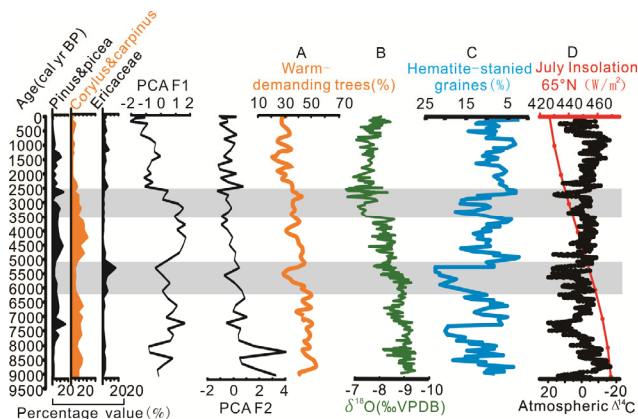 A
B
C
D
Age(cal yr BP)
Pinus&picea
Corylus&carpinus
Ericaceae
PCA F1
-2 -1 0 1 2
Warm-
demanding trees(%)
10 30 50 70
Hematite-stanied
graines(%)
25 15 5
July Insolation
65°N (W/m²)
420 440 460
0
500
1000
1500
2000
2500
3000
3500
4000
4500
5000
5500
6000
6500
7000
7500
8000
8500
9000
9500
20 20 20 20
Percentage value(%)
-2 0 2 4
PCA F2
-7 -8 -9 -10
δ¹⁸O(‰VPDB)
20 0 -20
Atmospheric Δ¹⁴C